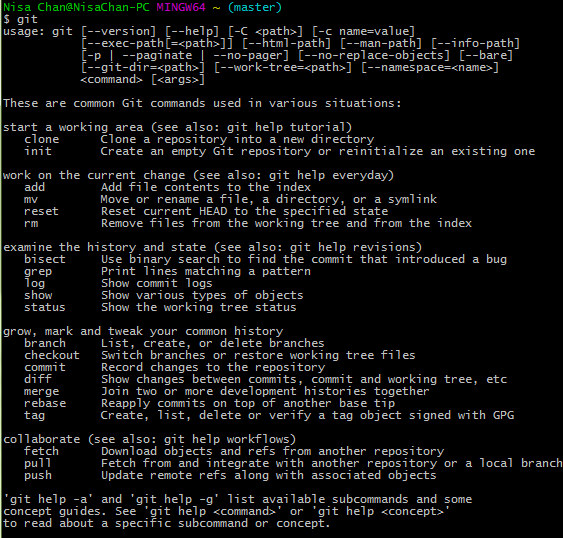 Nisa Chan@NisaChan-PC MINGW64 ~ (master)
$ git
usage: git [--version] [--help] [-C <path>] [-c name=value]
           [--exec-path[=<path>]] [--html-path] [--man-path] [--info-path]
           [-p | --paginate | --no-pager] [--no-replace-objects] [--bare]
           [--git-dir=<path>] [--work-tree=<path>] [--namespace=<name>]
           <command> [<args>]

These are common Git commands used in various situations:

start a working area (see also: git help tutorial)
   clone      Clone a repository into a new directory
   init       Create an empty Git repository or reinitialize an existing one

work on the current change (see also: git help everyday)
   add        Add file contents to the index
   mv         Move or rename a file, a directory, or a symlink
   reset      Reset current HEAD to the specified state
   rm         Remove files from the working tree and from the index

examine the history and state (see also: git help revisions)
   bisect     Use binary search to find the commit that introduced a bug
   grep       Print lines matching a pattern
   log        Show commit logs
   show       Show various types of objects
   status     Show the working tree status

grow, mark and tweak your common history
   branch     List, create, or delete branches
   checkout   Switch branches or restore working tree files
   commit     Record changes to the repository
   diff       Show changes between commits, commit and working tree, etc
   merge      Join two or more development histories together
   rebase     Reapply commits on top of another base tip
   tag        Create, list, delete or verify a tag object signed with GPG

collaborate (see also: git help workflows)
   fetch      Download objects and refs from another repository
   pull       Fetch from and integrate with another repository or a local branch
   push       Update remote refs along with associated objects

'git help -a' and 'git help -g' list available subcommands and some
concept guides. See 'git help <command>' or 'git help <concept>'
to read about a specific subcommand or concept.